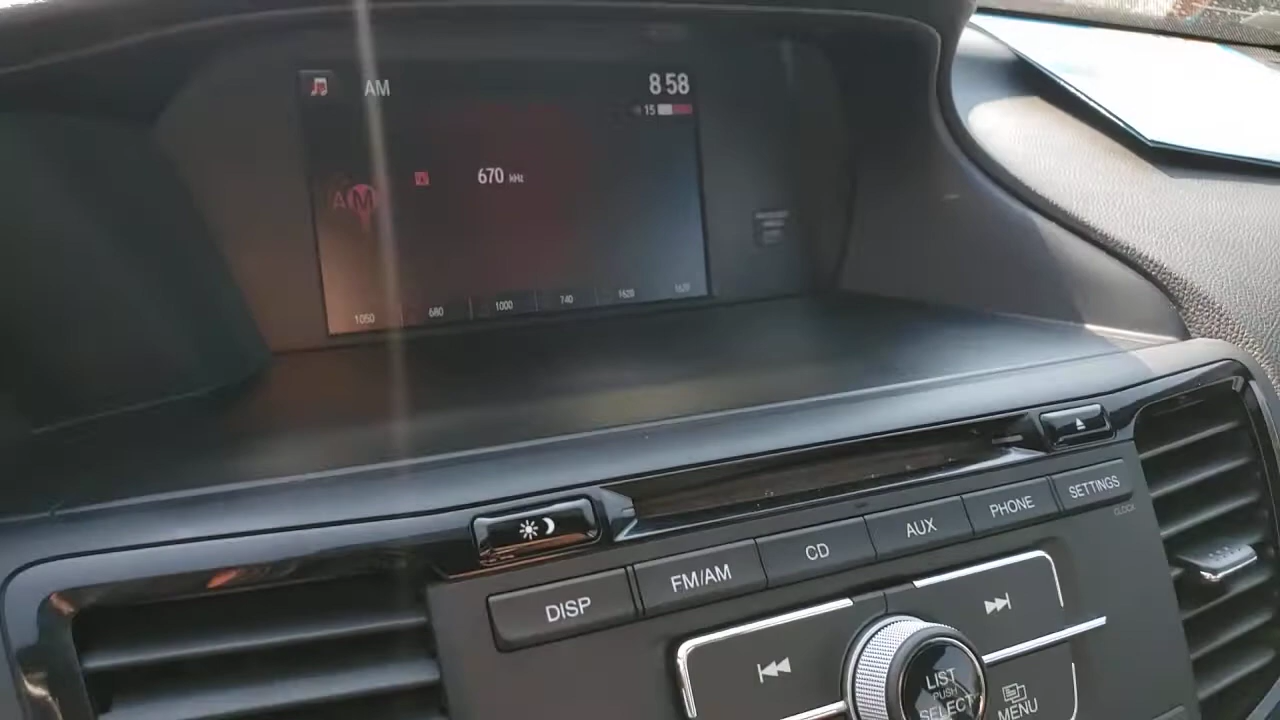 AM
8 58
15
AM
670 kHz
1050
680
1000
740
1620
1620
DISP
FM/AM
CD
AUX
PHONE
SETTINGS
CLOCK
LIST
PUSH
SELECT
MENU